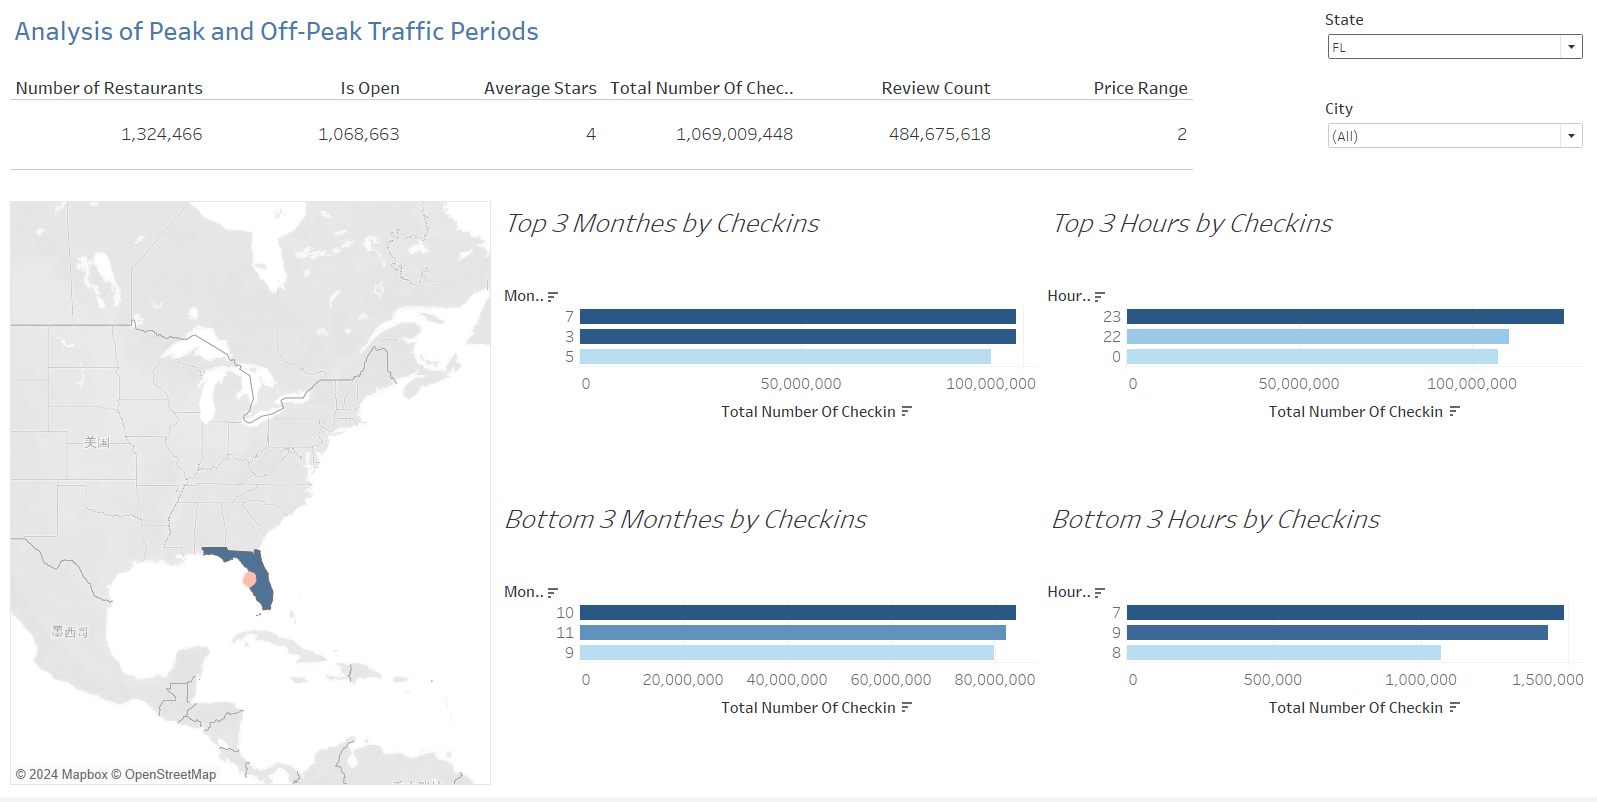 Analysis of Peak and Off-Peak Traffic Periods
State
FL
City
(All)
Number of Restaurants Is Open Average Stars Total Number Of Chec.. Review Count Price Range
1,324,466 1,068,663 4 1,069,009,448 484,675,618 2
美国
墨西哥
© 2024 Mapbox © OpenStreetMap
Top 3 Monthes by Checkins
Mon..
7
3
5
0 50,000,000 100,000,000
Total Number Of Checkin
Top 3 Hours by Checkins
Hour..
23
22
0
0 50,000,000 100,000,000
Total Number Of Checkin
Bottom 3 Monthes by Checkins
Mon..
10
11
9
0 20,000,000 40,000,000 60,000,000 80,000,000
Total Number Of Checkin
Bottom 3 Hours by Checkins
Hour..
7
9
8
0 500,000 1,000,000 1,500,000
Total Number Of Checkin